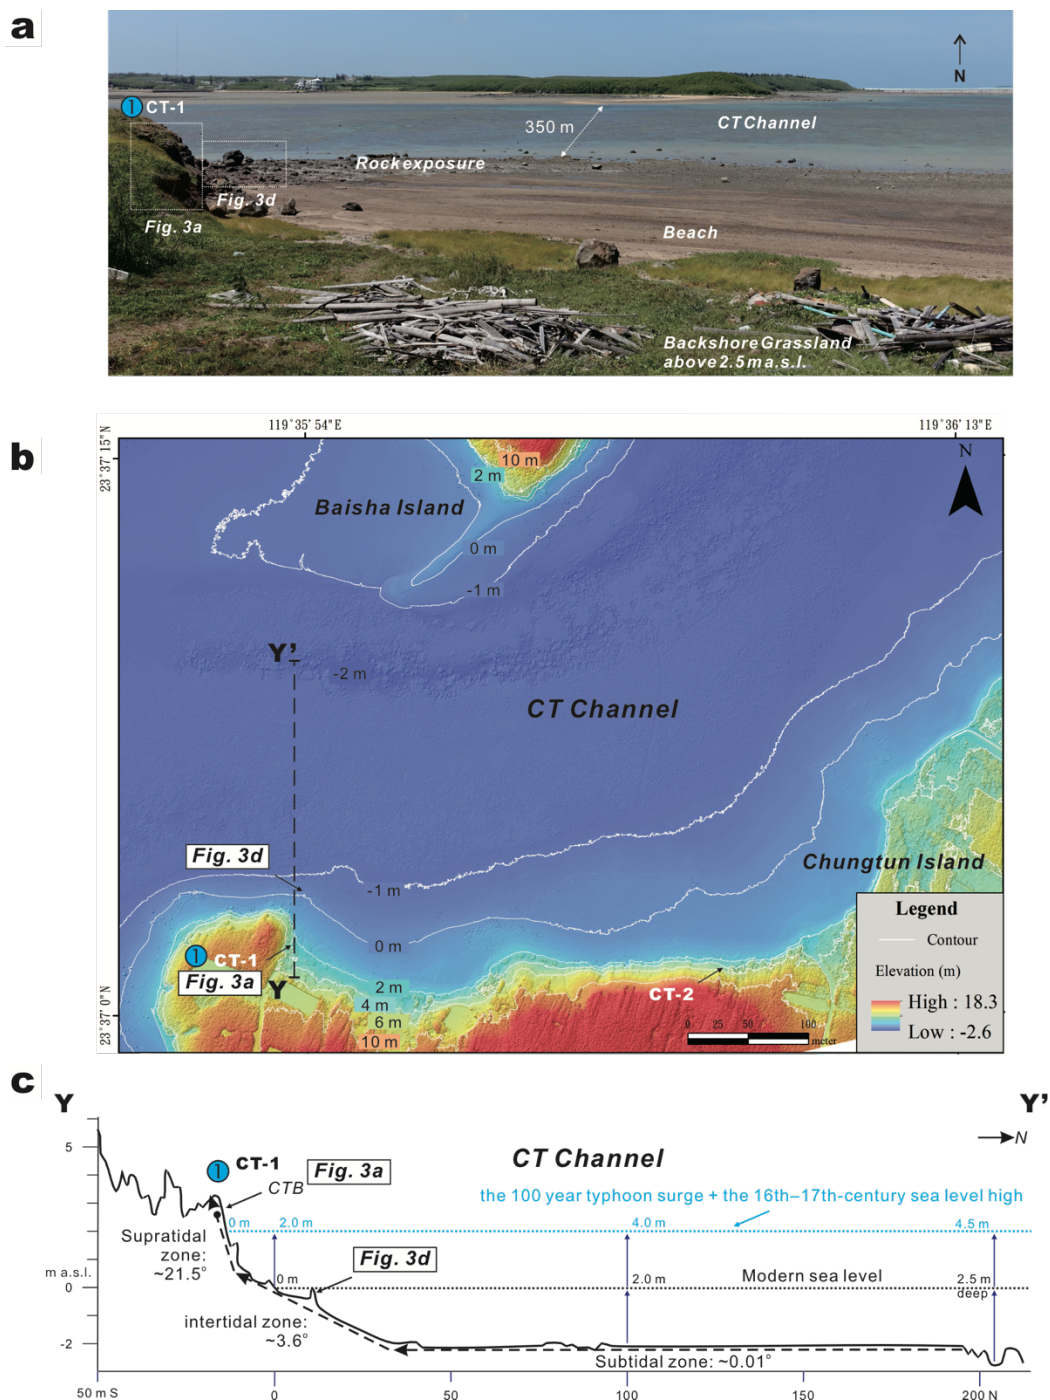 a
N
1 CT-1
350 m
CT Channel
Rock exposure
Fig. 3d
Fig. 3a
Beach
Backshore Grassland
above 2.5 m a.s.l.
b
119°35'54"E
119°36'13"E
23°37'15"N
N
10 m
2 m
Baisha Island
0 m
-1 m
Y'
-2 m
CT Channel
Fig. 3d
Chungtun Island
-1 m
0 m
1 CT-1
Fig. 3a
Y
2 m
4 m
6 m
10 m
CT-2
23°37'0"N
0 25 50 100
meter
Legend
Contour
Elevation (m)
High : 18.3
Low : -2.6
c
Y
Y'
N
5
1 CT-1
Fig. 3a
CTB
CT Channel
the 100 year typhoon surge + the 16th–17th-century sea level high
0 m
2.0 m
4.0 m
4.5 m
Supratidal
zone:
~21.5°
Fig. 3d
m a.s.l.
0
0 m
2.0 m
Modern sea level
2.5 m
deep
intertidal zone:
~3.6°
-2
Subtidal zone: ~0.01°
50 m S
0
50
100
150
200 N